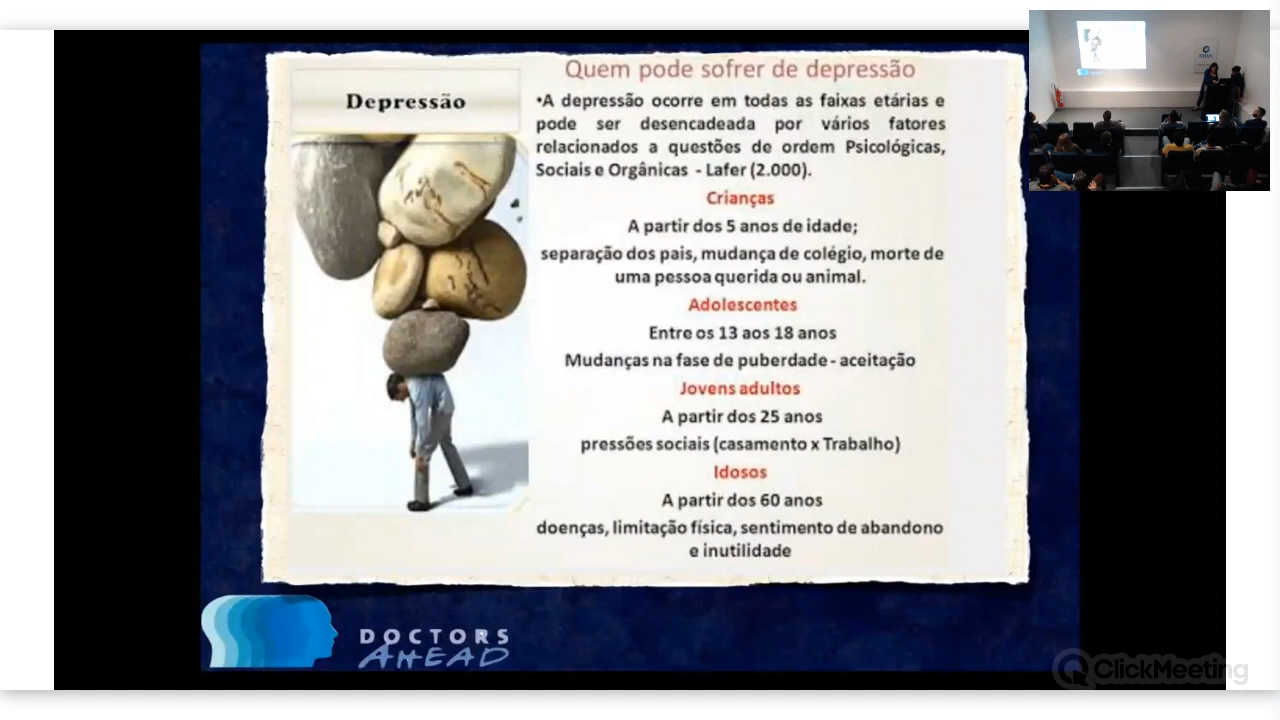 Depressão
Quem pode sofrer de depressão
•A depressão ocorre em todas as faixas etárias e
pode ser desencadeada por vários fatores
relacionados a questões de ordem Psicológicas,
Sociais e Orgânicas - Lafer (2.000).
Crianças
A partir dos 5 anos de idade;
separação dos pais, mudança de colégio, morte de
uma pessoa querida ou animal.
Adolescentes
Entre os 13 aos 18 anos
Mudanças na fase de puberdade - aceitação
Jovens adultos
A partir dos 25 anos
pressões sociais (casamento x Trabalho)
Idosos
A partir dos 60 anos
doenças, limitação física, sentimento de abandono
e inutilidade
DOCTORS
AHEAD
ClickMeeting